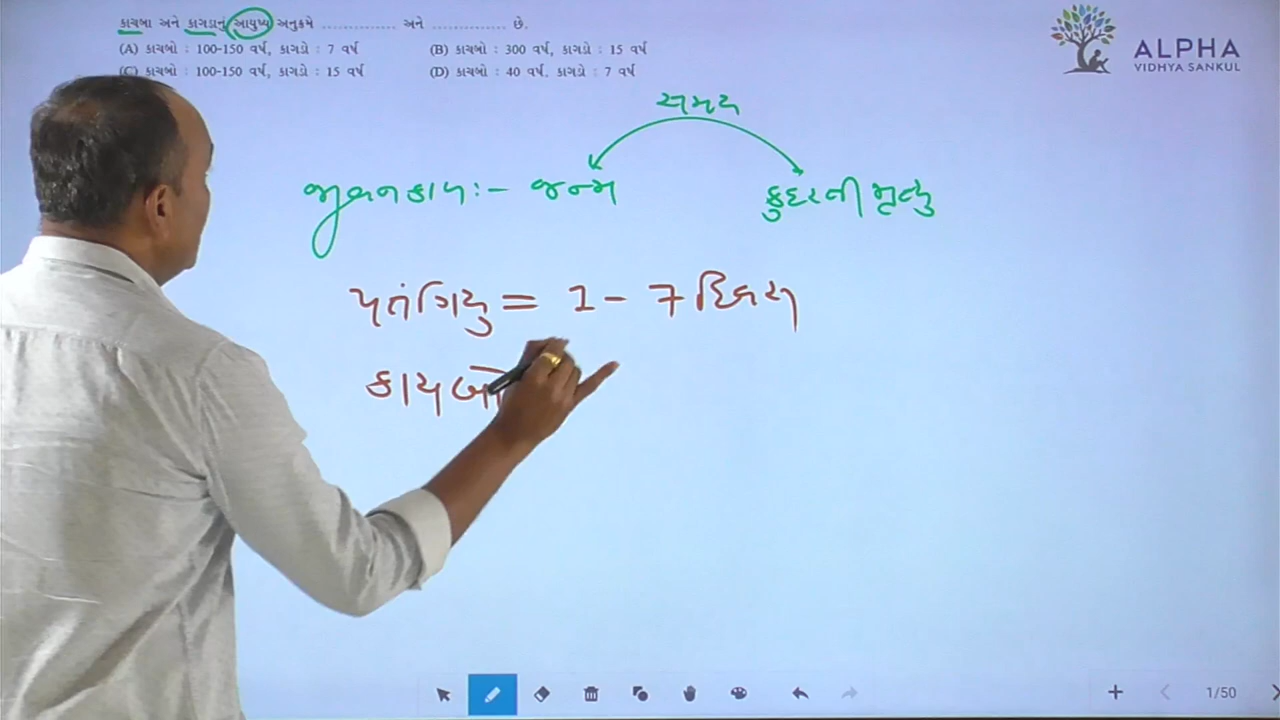 કાચબા અને કાગડાનું આયુષ્ય અનુક્રમે .............. અને .............. છે.
(A) કાચબો : 100-150 વર્ષ, કાગડો : 7 વર્ષ
(B) કાચબો : 300 વર્ષ, કાગડો : 15 વર્ષ
(C) કાચબો : 100-150 વર્ષ, કાગડો : 15 વર્ષ
(D) કાચબો : 40 વર્ષ, કાગડો : 7 વર્ષ
ALPHA
VIDHYA SANKUL
સમય
જીવનકાળ :- જન્મ કુદરતી મૃત્યુ
પતંગિયુ = 1 - 7 દિવસ
કાચબો
1/50